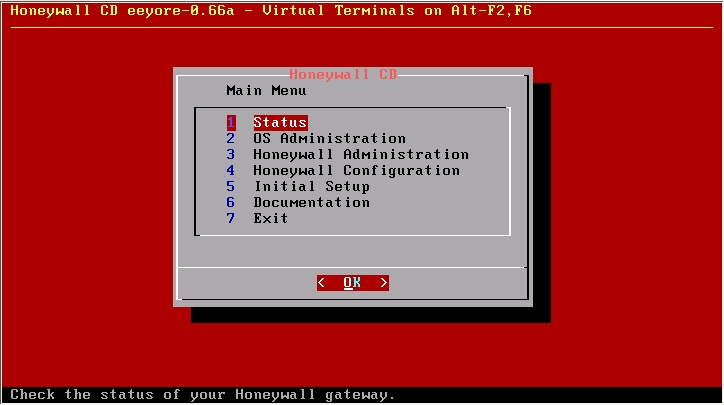 Honeywall CD eeyore-0.66a - Virtual Terminals on Alt-F2,F6
Honeywall CD
Main Menu
1 Status
2 OS Administration
3 Honeywall Administration
4 Honeywall Configuration
5 Initial Setup
6 Documentation
7 Exit
< OK >
Check the status of your Honeywall gateway.